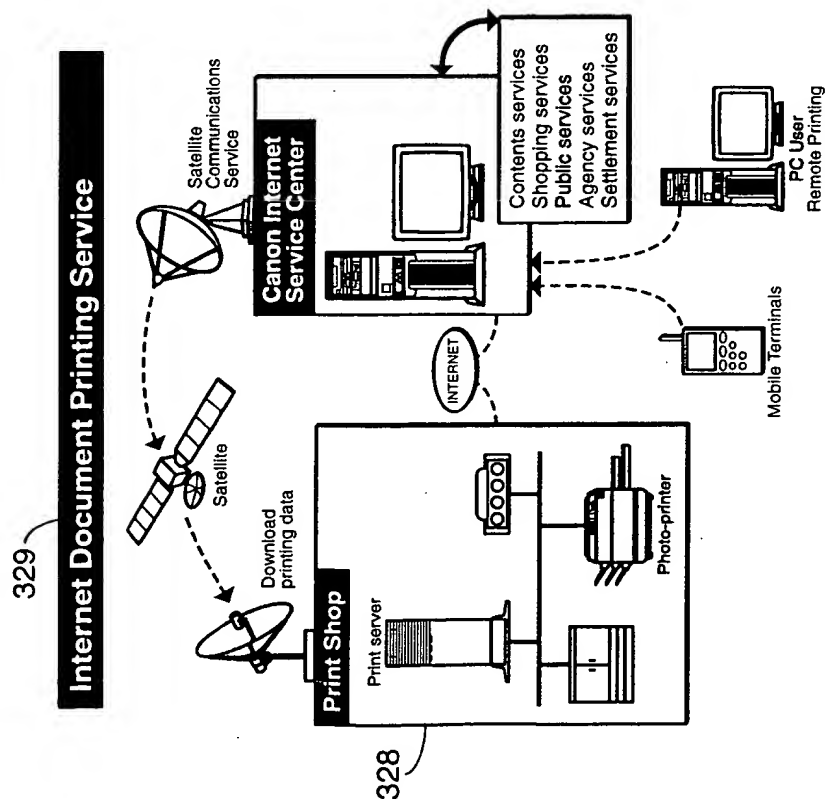 329
Internet Document Printing Service
Satellite
Communications
Service
Satellite
Download
printing data
Canon Internet
Service Center
INTERNET
Contents services
Shopping services
Public services
Agency services
Settlement services
Print Shop
Print server
Photo-printer
328
Mobile Terminals
PC User
Remote Printing